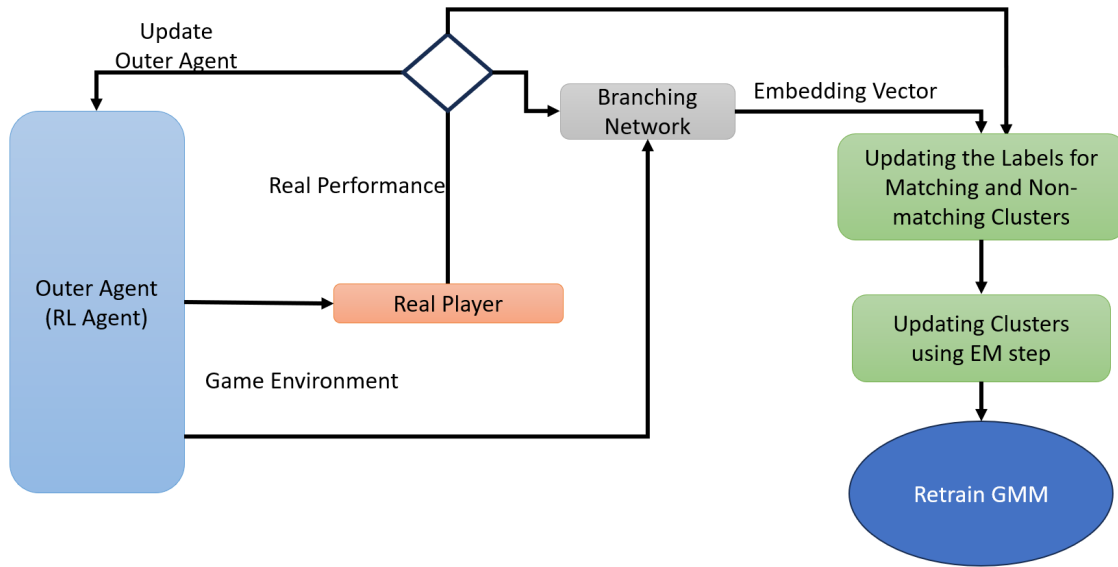 Update
Outer Agent
Branching
Network
Embedding Vector
Updating the Labels for
Matching and Non-
matching Clusters
Real Performance
Outer Agent
(RL Agent)
Real Player
Updating Clusters
using EM step
Game Environment
Retrain GMM